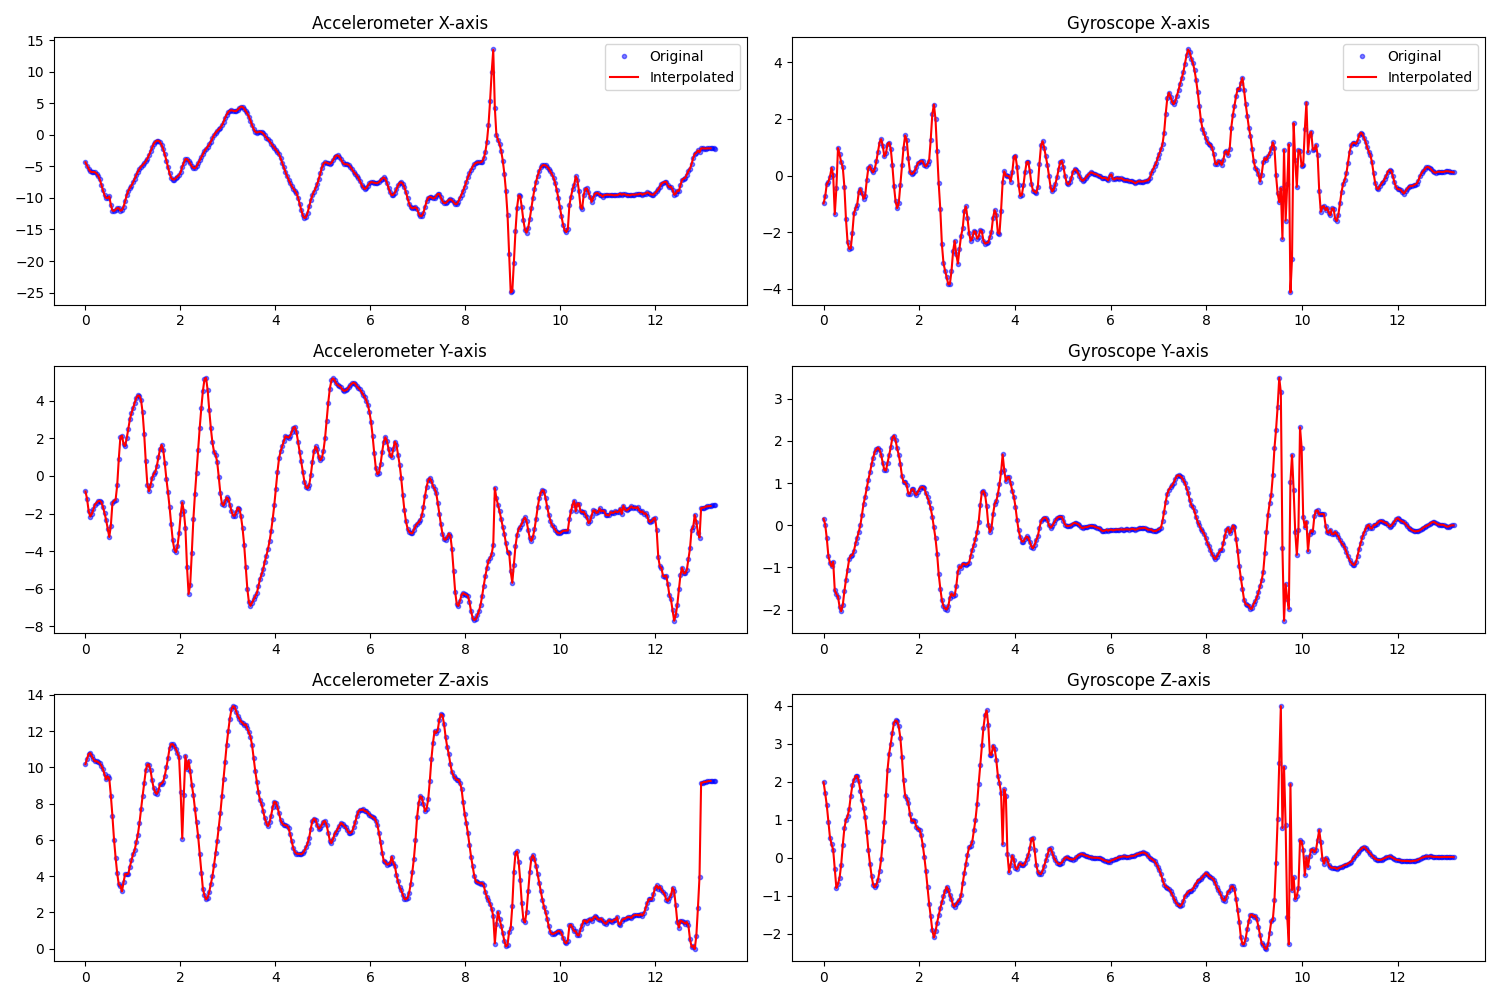 Accelerometer X-axis
15
10
5
0
−5
−10
−15
−20
−25
0 2 4 6 8 10 12
Original
Interpolated
Gyroscope X-axis
4
2
0
−2
−4
0 2 4 6 8 10 12
Original
Interpolated
Accelerometer Y-axis
4
2
0
−2
−4
−6
−8
0 2 4 6 8 10 12
Gyroscope Y-axis
3
2
1
0
−1
−2
0 2 4 6 8 10 12
Accelerometer Z-axis
14
12
10
8
6
4
2
0
0 2 4 6 8 10 12
Gyroscope Z-axis
4
3
2
1
0
−1
−2
0 2 4 6 8 10 12